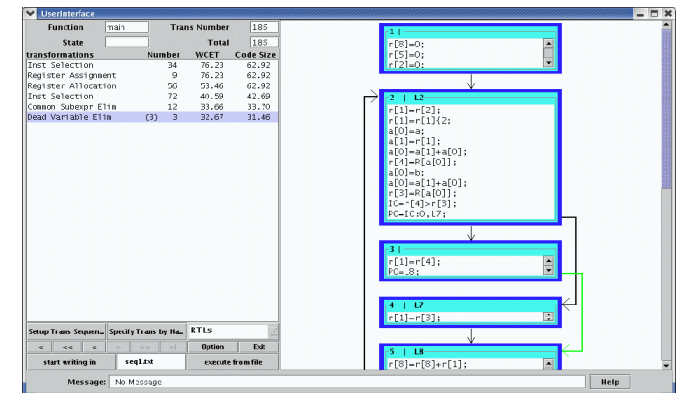 UserInterface
Function main Trans Number 185
State Total 185
transformations Number WCET Code Size
Inst Selection 34 76.23 62.92
Register Assignment 9 76.23 62.92
Register Allocation 56 53.46 62.92
Inst Selection 72 40.59 42.69
Common Subexpr Elim 12 33.66 33.70
Dead Variable Elim (3) 3 32.67 31.46
Setup Trans Sequen... Specify Trans by Ha... RTLs
< << < > >> >| Option Exit
start writing in seq1.txt execute from file
Message: No Message Help
1 |
r[8]=0;
r[5]=0;
r[2]=0;
2 | L2
r[1]=r[2];
r[1]=r[1]{2;
a[0]=a;
a[1]=r[1];
a[0]=a[1]+a[0];
r[4]=R[a[0]];
a[0]=b;
a[0]=a[1]+a[0];
r[3]=R[a[0]];
IC=r[4]>r[3];
PC=IC:0,L7;
3 |
r[1]=r[4];
PC=L8;
4 | L7
r[1]=r[3];
5 | L8
r[8]=r[8]+r[1];